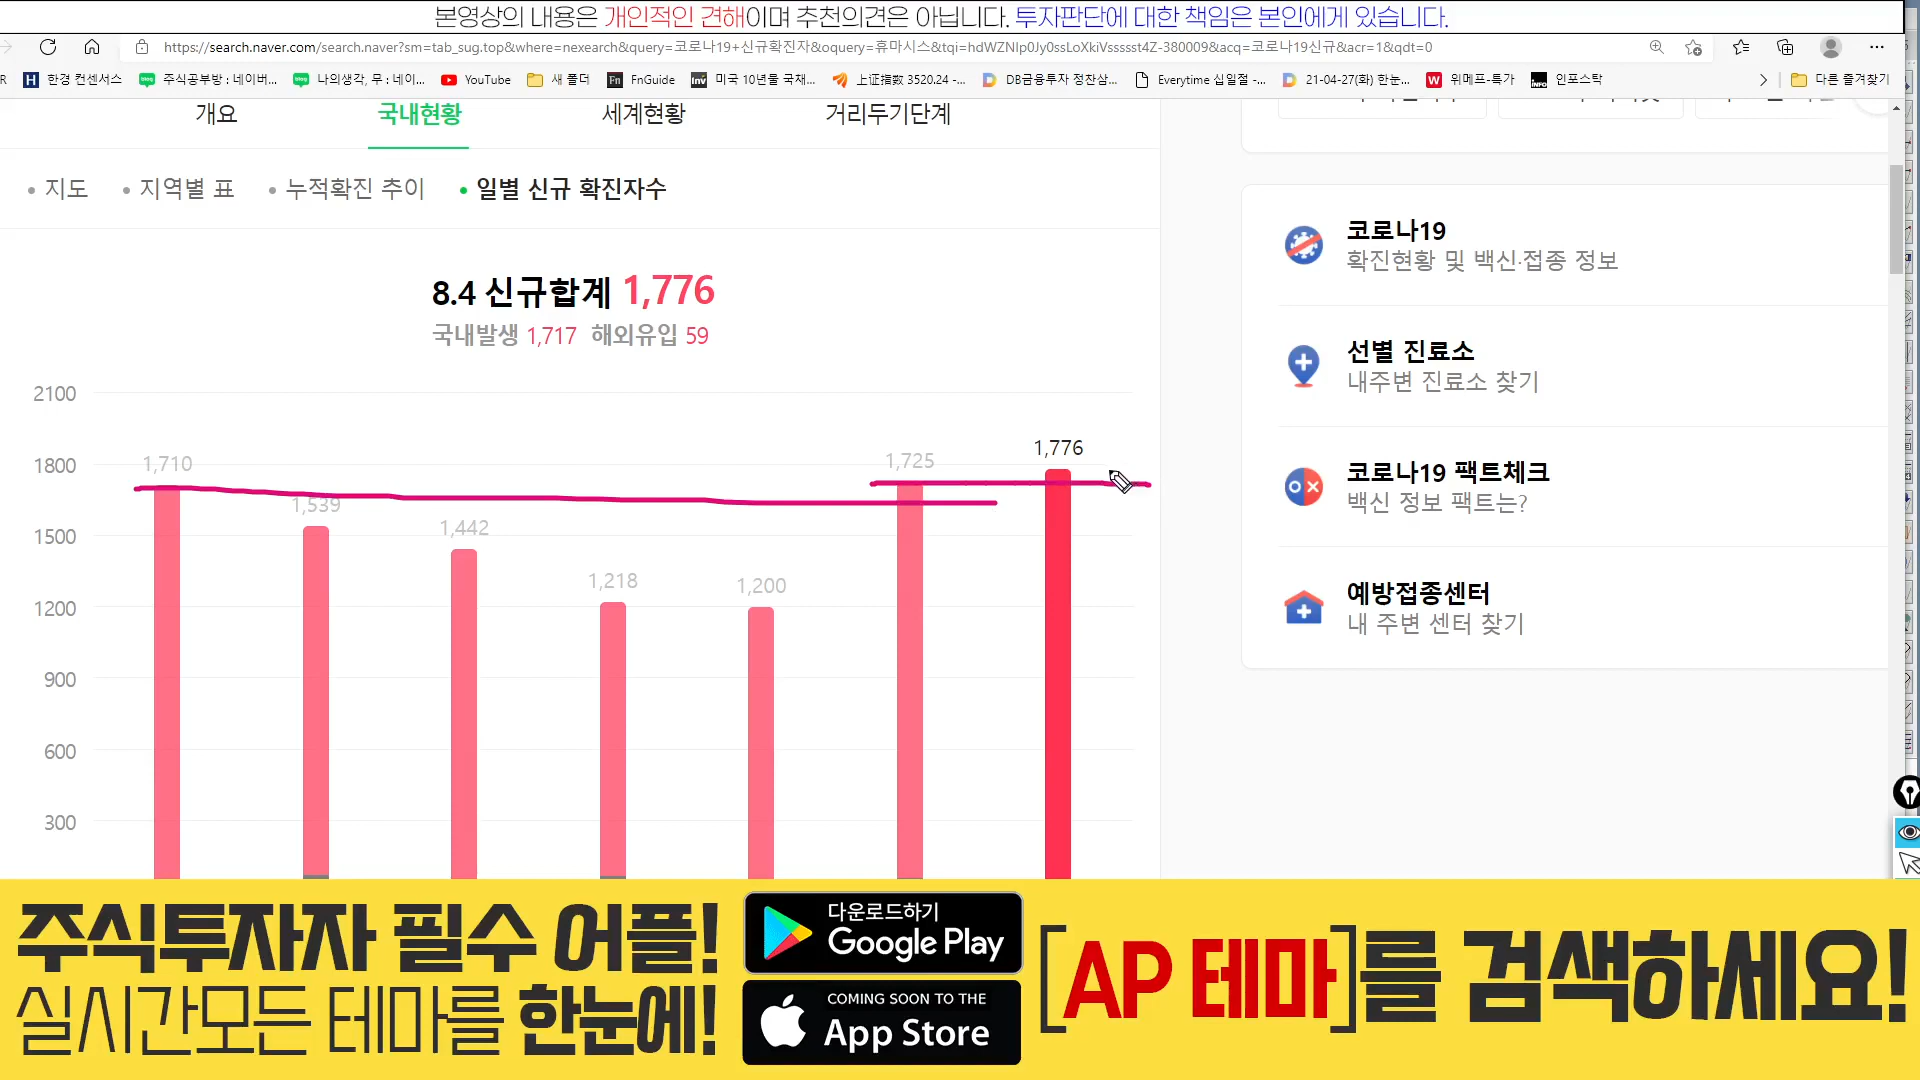 본영상의 내용은 개인적인 견해이며 추천의견은 아닙니다. 투자판단에 대한 책임은 본인에게 있습니다.
https://search.naver.com/search.naver?sm=tab_sug.top&where=nexearch&query=코로나19+신규확진자&oquery=휴마시스&tqi=hdWZNlp0Jy0ssLoXkiVssssst4Z-380009&acq=코로나19신규&acr=1&qdt=0
R 한경 컨센서스 주식공부방 : 네이버... 나의생각, 무 : 네이... YouTube 새 폴더 FnGuide 미국 10년물 국채... 上证指数 3520.24 -... DB금융투자 정찬삼... Everytime 십일절 -... 21-04-27(화) 한눈... 위메프-특가 인포스탁 다른 즐겨찾기
개요 국내현황 세계현황 거리두기단계
지도 지역별 표 누적확진 추이 일별 신규 확진자수
8.4 신규합계 1,776
국내발생 1,717 해외유입 59
2100
1800
1500
1200
900
600
300
1,710
1,539
1,442
1,218
1,200
1,725
1,776
코로나19
확진현황 및 백신·접종 정보
선별 진료소
내주변 진료소 찾기
코로나19 팩트체크
백신 정보 팩트는?
예방접종센터
내 주변 센터 찾기
주식투자자 필수 어플!
실시간모든 테마를 한눈에!
다운로드하기
Google Play
COMING SOON TO THE
App Store
[AP 테마]를 검색하세요!